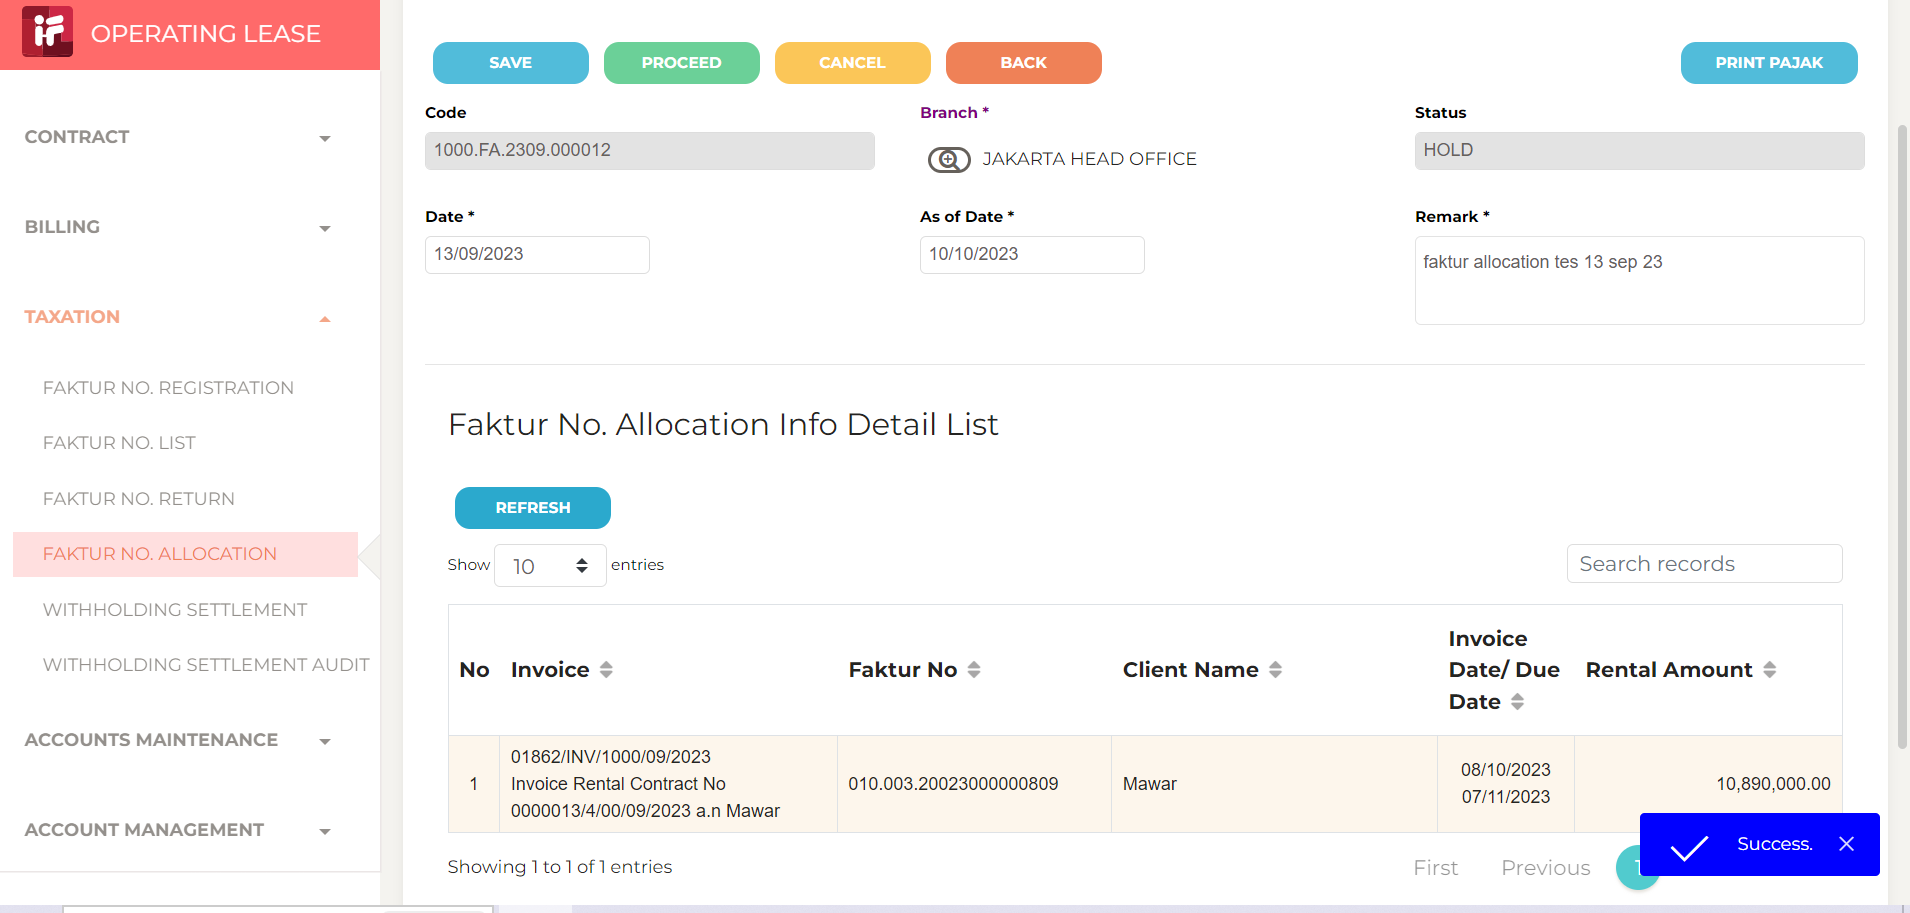 iF OPERATING LEASE
CONTRACT
BILLING
TAXATION
FAKTUR NO. REGISTRATION
FAKTUR NO. LIST
FAKTUR NO. RETURN
FAKTUR NO. ALLOCATION
WITHHOLDING SETTLEMENT
WITHHOLDING SETTLEMENT AUDIT
ACCOUNTS MAINTENANCE
ACCOUNT MANAGEMENT
SAVE PROCEED CANCEL BACK PRINT PAJAK
Code Branch * Status
1000.FA.2309.000012 JAKARTA HEAD OFFICE HOLD
Date * As of Date * Remark *
13/09/2023 10/10/2023 faktur allocation tes 13 sep 23
Faktur No. Allocation Info Detail List
REFRESH
Show 10 entries Search records
No Invoice Faktur No Client Name Invoice Date/ Due Date Rental Amount
1 01862/INV/1000/09/2023
Invoice Rental Contract No
0000013/4/00/09/2023 a.n Mawar
010.003.20023000000809 Mawar 08/10/2023
07/11/2023
10,890,000.00
Showing 1 to 1 of 1 entries First Previous 1
Success.